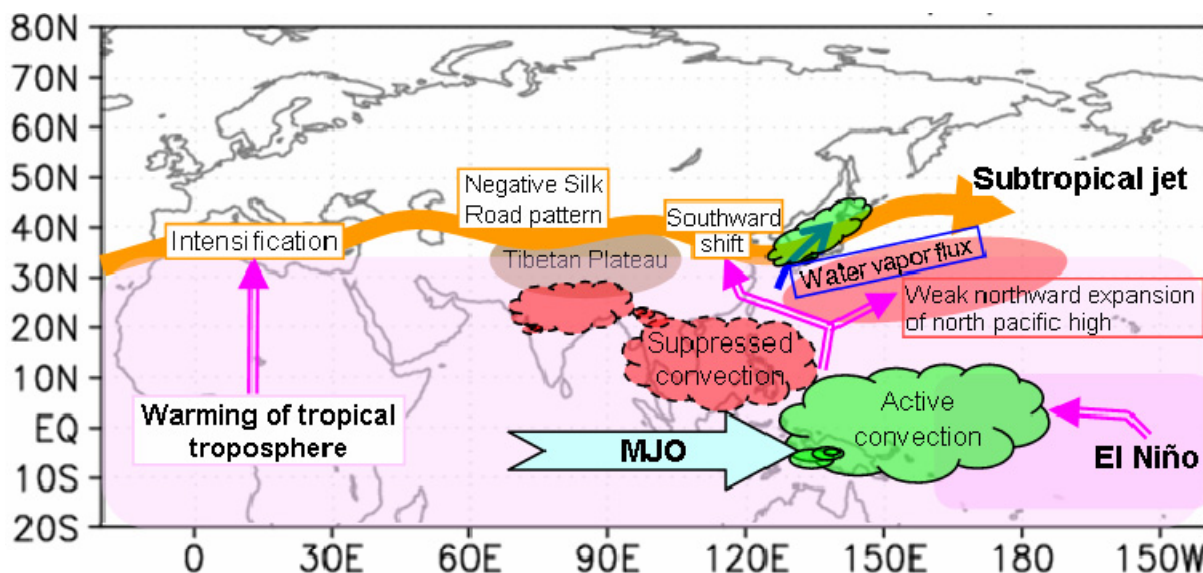 80N
70N
60N
50N
40N
30N
20N
10N
EQ
10S
20S
Negative Silk
Road pattern
Subtropical jet
Intensification
Southward
shift
Tibetan Plateau
Water vapor flux
Weak northward expansion
of north pacific high
Suppressed
convection
Active
convection
Warming of tropical
troposphere
MJO
El Niño
0
30E
60E
90E
120E
150E
180
150W